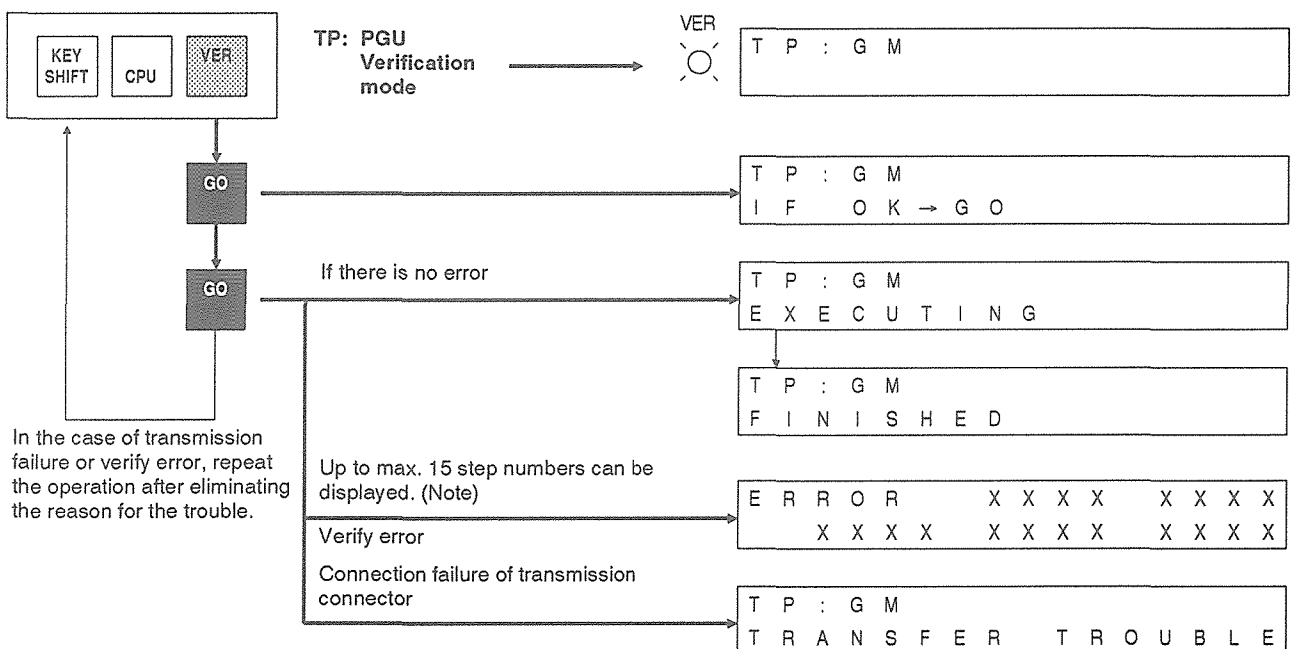 KEY
SHIFT
CPU
VER
TP: PGU
Verification
mode
VER
TP:GM
GO
TP:GM
IF OK→GO
GO
If there is no error
TP:GM
EXECUTING
TP:GM
FINISHED
In the case of transmission
failure or verify error, repeat
the operation after eliminating
the reason for the trouble.
Up to max. 15 step numbers can be
displayed. (Note)
Verify error
ERROR XXXX XXXX
XXXX XXXX XXXX
Connection failure of transmission
connector
TP:GM
TRANSFER TROUBLE